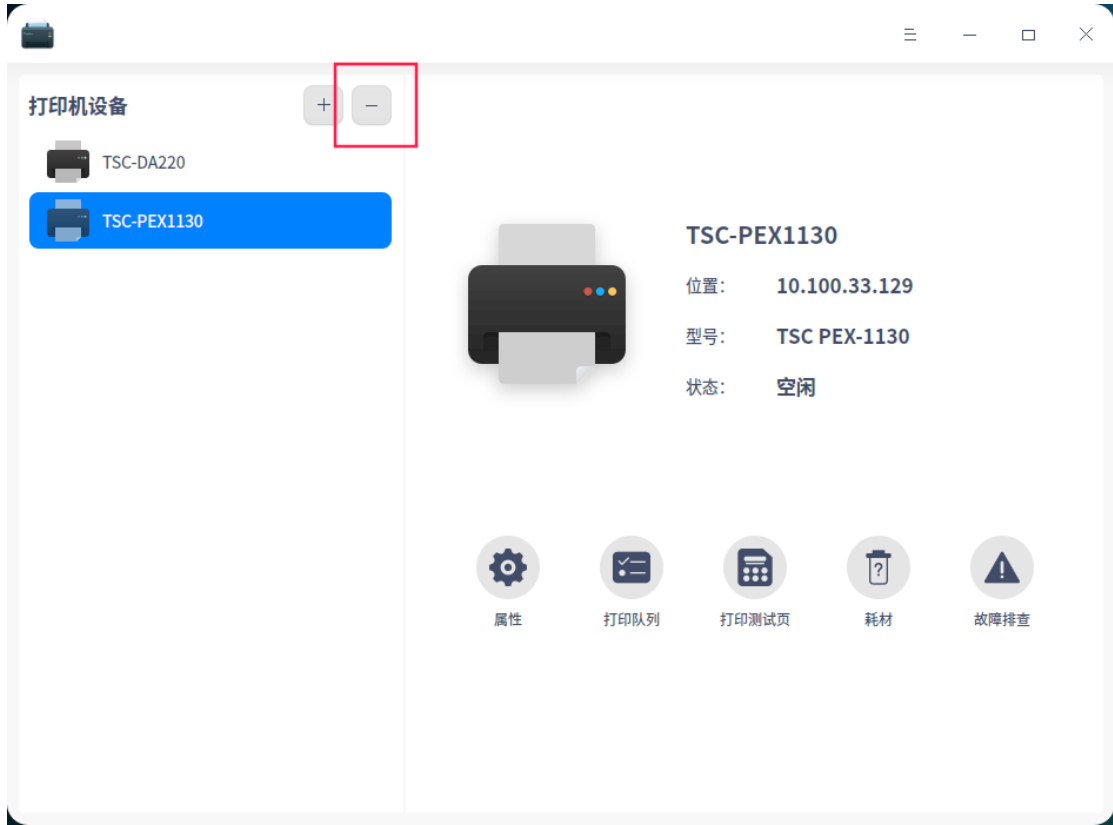 打印机设备
TSC-DA220
TSC-PEX1130
TSC-PEX1130
位置： 10.100.33.129
型号： TSC PEX-1130
状态： 空闲
属性 打印队列 打印测试页 耗材 故障排查